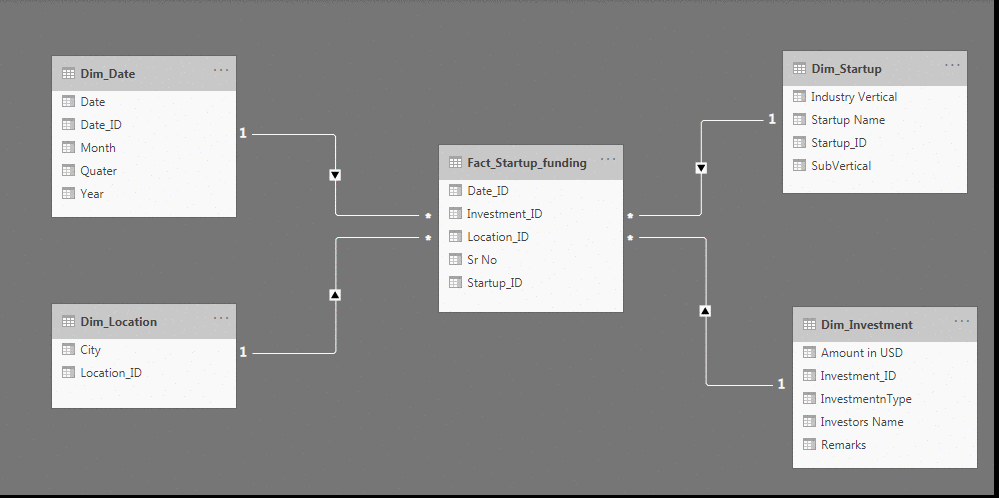 Dim_Date ...
Date
Date_ID
Month
Quater
Year
1
*
Dim_Location ...
City
Location_ID
1
*
Fact_Startup_funding ...
Date_ID
Investment_ID
Location_ID
Sr No
Startup_ID
Dim_Startup ...
Industry Vertical
Startup Name
Startup_ID
SubVertical
1
*
Dim_Investment ...
Amount in USD
Investment_ID
InvestmentnType
Investors Name
Remarks
1
*